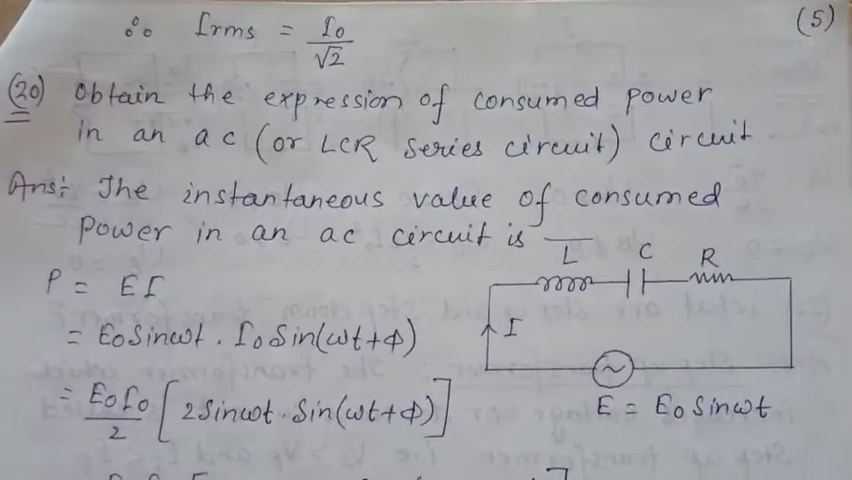 ∴ Irms = I0/√2
(5)
(20) Obtain the expression of consumed power
in an ac (or LCR series circuit) circuit
Ans:- The instantaneous value of consumed
power in an ac circuit is —
L C R
P = EI
I
= E0 Sinωt . I0 Sin(ωt+Φ)
= E0I0/2 [2Sinωt . Sin(ωt+Φ)]
E = E0 Sinωt